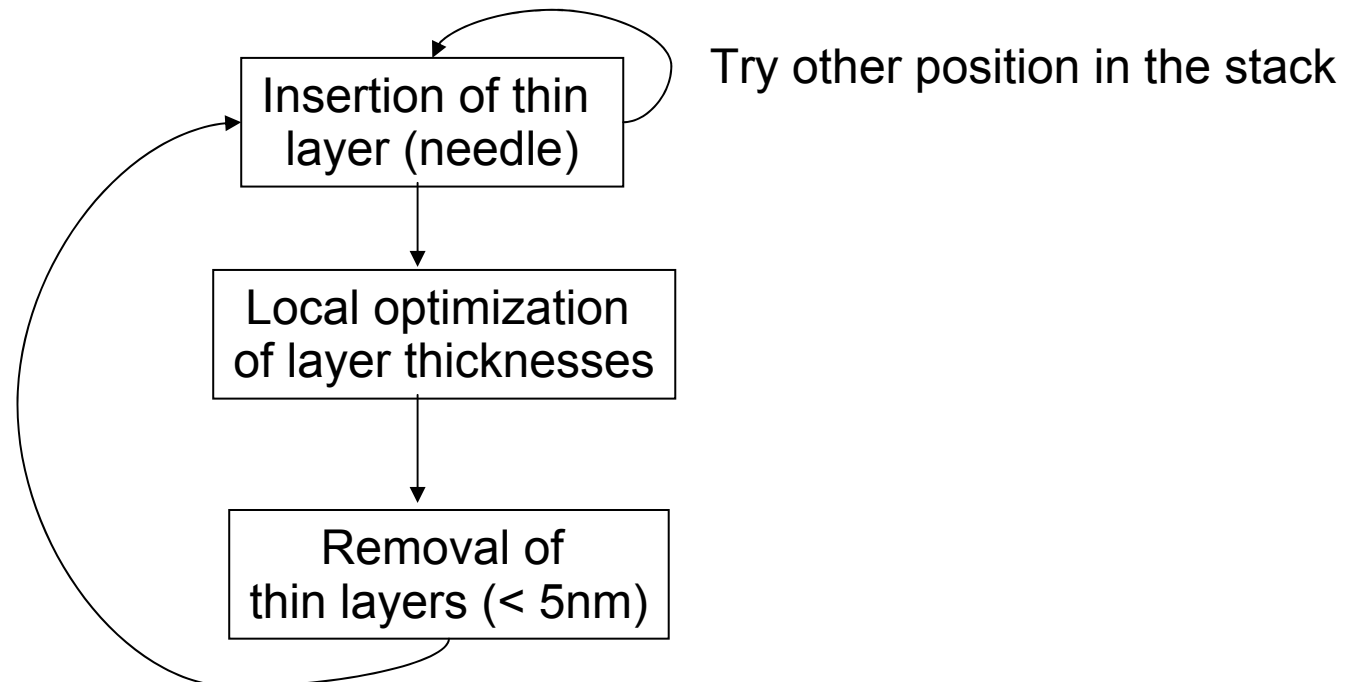 Try other position in the stack
Insertion of thin
layer (needle)
Local optimization
of layer thicknesses
Removal of
thin layers (< 5nm)